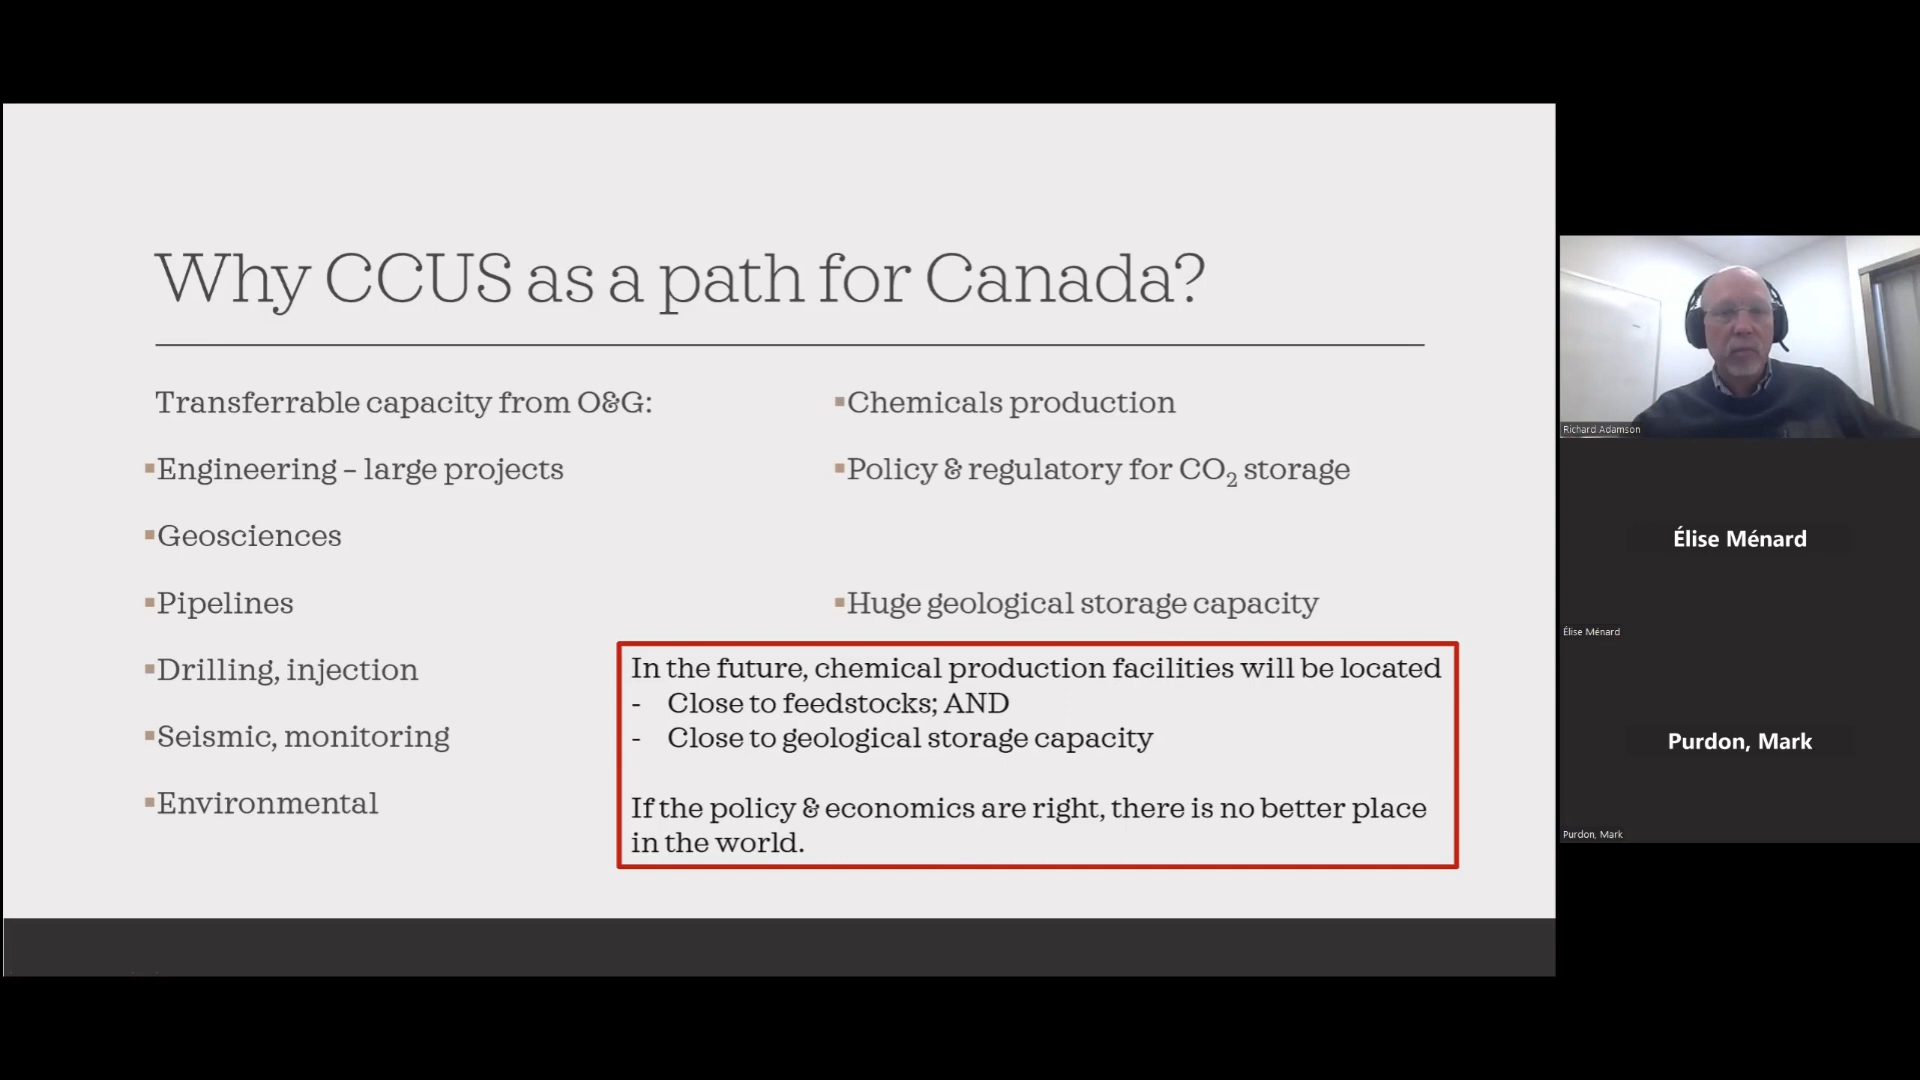 Why CCUS as a path for Canada?
Transferrable capacity from O&G:
▪Engineering – large projects
▪Geosciences
▪Pipelines
▪Drilling, injection
▪Seismic, monitoring
▪Environmental
▪Chemicals production
▪Policy & regulatory for CO₂ storage
▪Huge geological storage capacity
In the future, chemical production facilities will be located
- Close to feedstocks; AND
- Close to geological storage capacity
If the policy & economics are right, there is no better place
in the world.
Richard Adamson
Élise Ménard
Élise Ménard
Purdon, Mark
Purdon, Mark